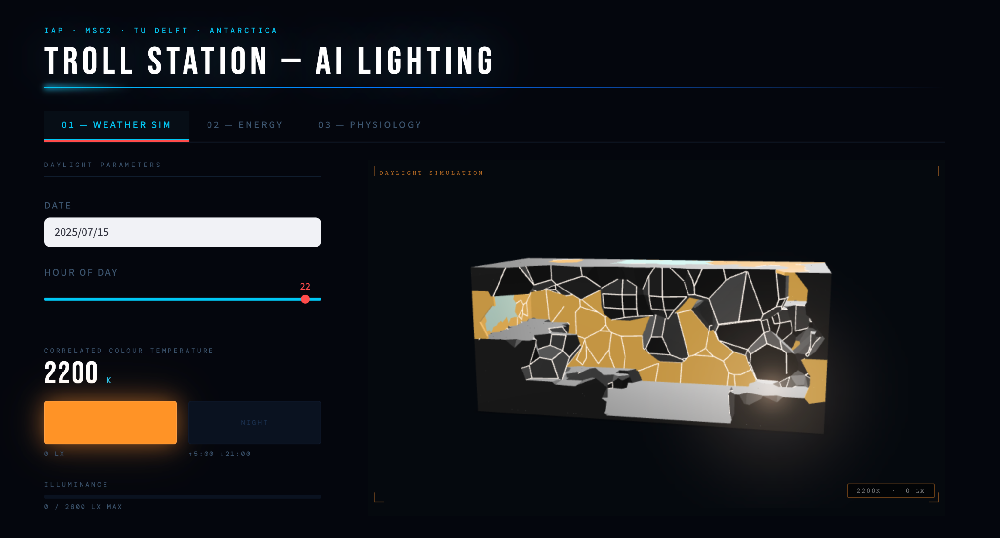 IAP · MSC2 · TU DELFT · ANTARCTICA
TROLL STATION — AI LIGHTING
01 — WEATHER SIM
02 — ENERGY
03 — PHYSIOLOGY
DAYLIGHT PARAMETERS
DATE
2025/07/15
HOUR OF DAY
22
CORRELATED COLOUR TEMPERATURE
2200 K
NIGHT
0 LX
↑5:00 ↓21:00
ILLUMINANCE
0 / 2600 LX MAX
DAYLIGHT SIMULATION
2200K · 0 LX